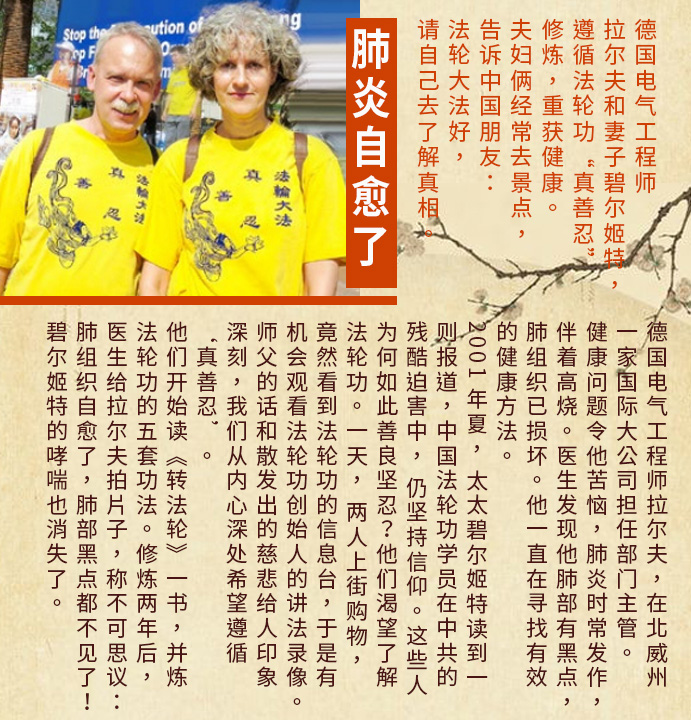 Stop the
cution of
ng
Stop F
肺炎自愈了
真善忍
法輪大法
真善忍
法輪大法
德国电气工程师
拉尔夫和妻子碧尔姬特，
遵循法轮功“真善忍”
修炼，重获健康。
夫妇俩经常去景点，
告诉中国朋友：
法轮大法好，
请自己去了解真相。
德国电气工程师拉尔夫，在北威州
一家国际大公司担任部门主管。
健康问题令他苦恼，肺炎时常发作，
伴着高烧。医生发现他肺部有黑点，
肺组织已损坏。他一直在寻找有效
的健康方法。
2001年夏，太太碧尔姬特读到一
则报道，中国法轮功学员在中共的
残酷迫害中，仍坚持信仰。这些人
为何如此善良坚忍？他们渴望了解
法轮功。一天，两人上街购物，
竟然看到法轮功的信息台，于是有
机会观看法轮功创始人的讲法录像。
师父的话和散发出的慈悲给人印象
深刻，我们从内心深处希望遵循
“真善忍”。
他们开始读《转法轮》一书，并炼
法轮功的五套功法。修炼两年后，
医生给拉尔夫拍片子，称不可思议：
肺组织自愈了，肺部黑点都不见了！
碧尔姬特的哮喘也消失了。